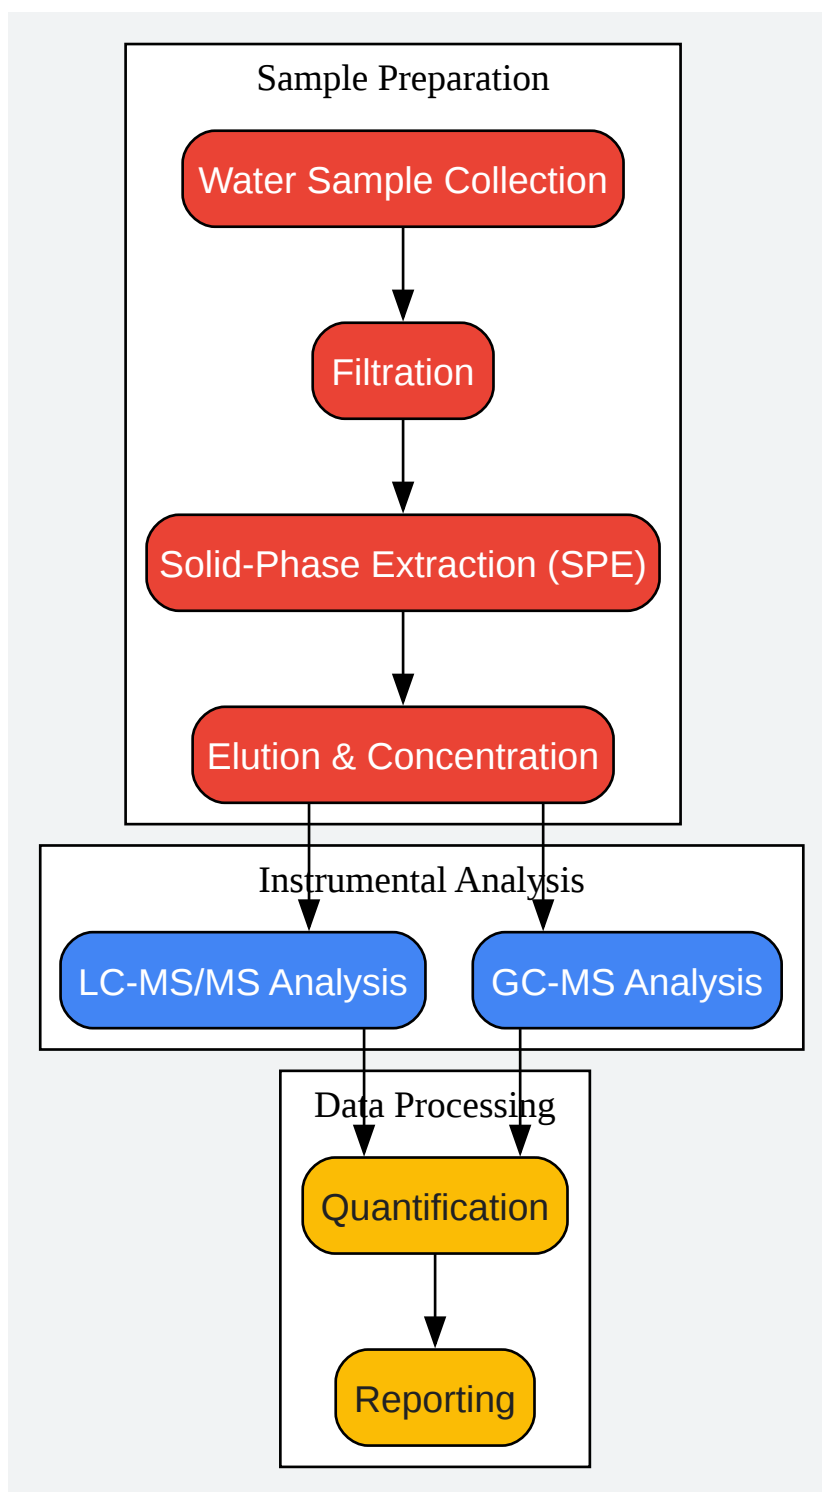 Sample Preparation
Water Sample Collection
Filtration
Solid-Phase Extraction (SPE)
Elution & Concentration
Instrumental Analysis
LC-MS/MS Analysis
GC-MS Analysis
Data Processing
Quantification
Reporting